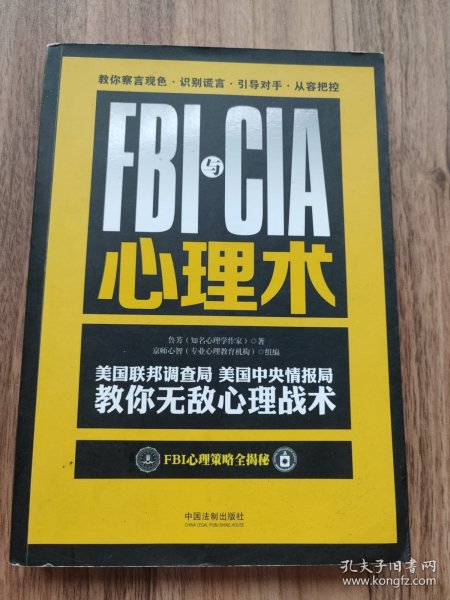 教你察言观色·识别谎言·引导对手·从容把控
FBI与CIA
心理术
鲁芳（知名心理学作家）◎著
京师心智（专业心理教育机构）◎组编
美国联邦调查局 美国中央情报局
教你无敌心理战术
FBI心理策略全揭秘
中国法制出版社
CHINA LEGAL PUBLISHING HOUSE
孔夫子旧书网
www.kongfz.com